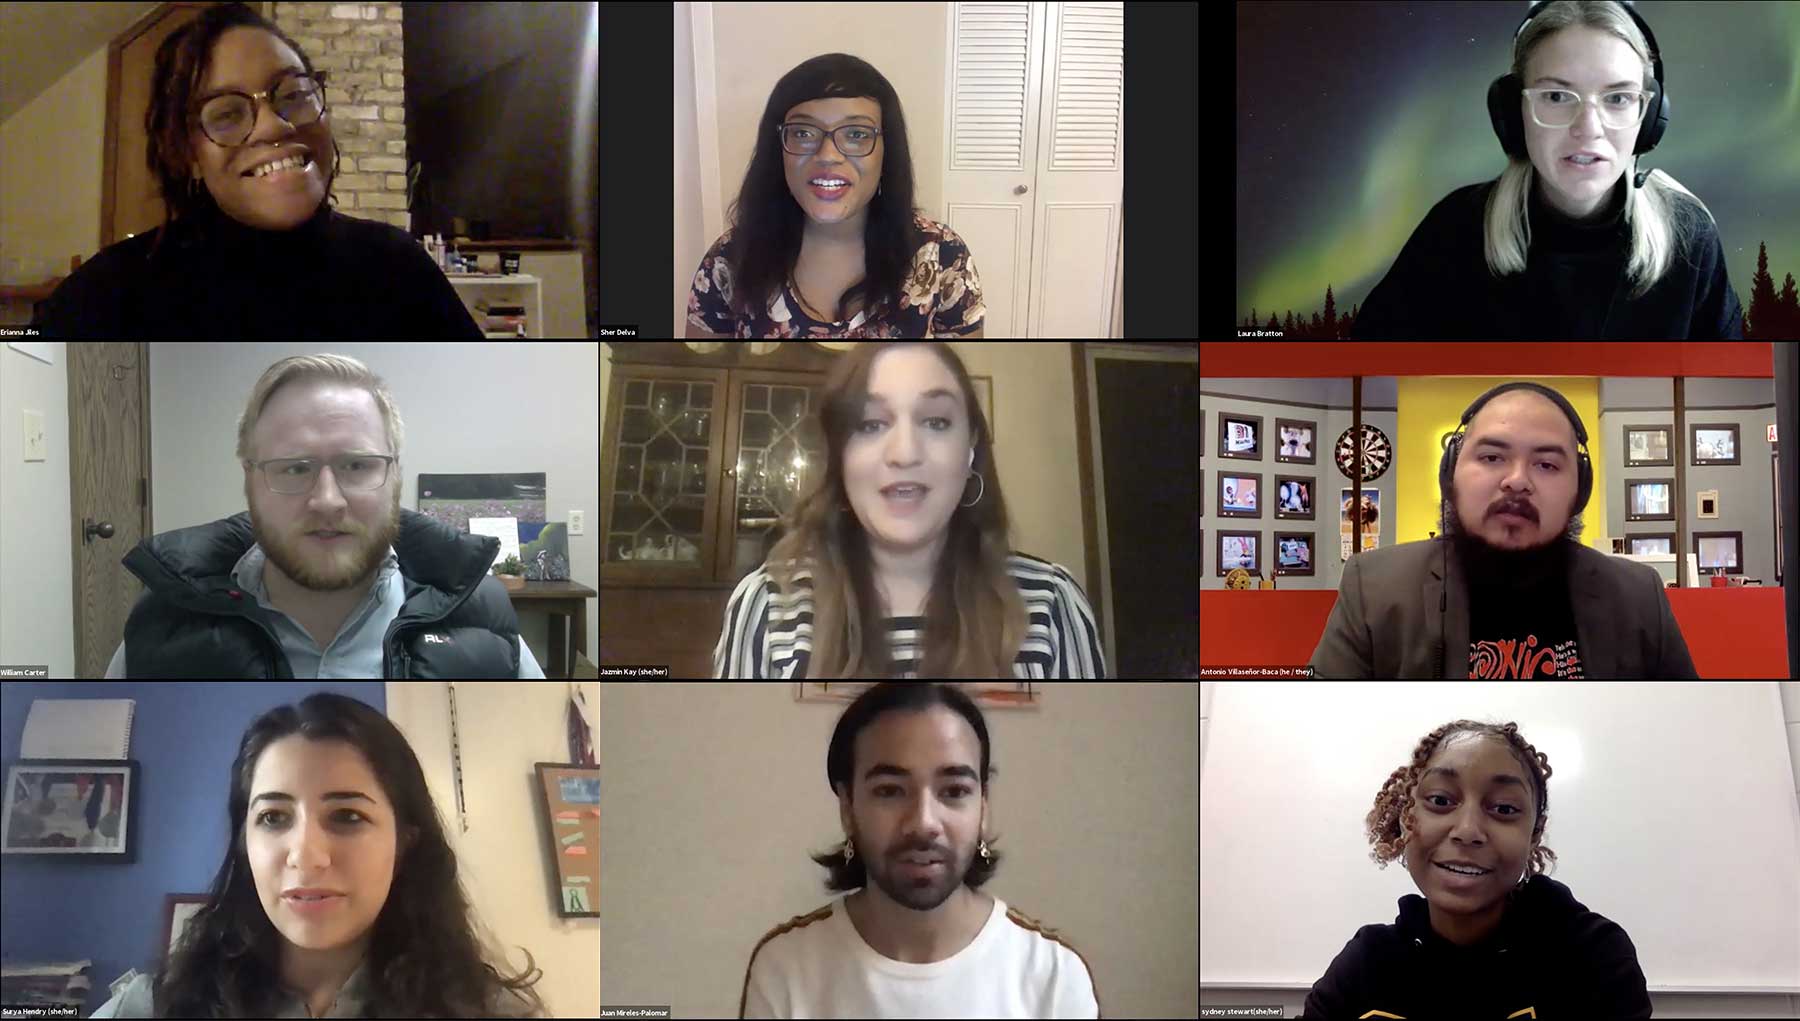 Erianna Jiles
Sher Delva
Laura Bratton
William Carter
RLX
Jazmin Kay (she/her)
Antonio Villaseñor-Baca (he / they)
Surya Hendry (she/her)
Juan Mireles-Palomar
sydney stewart(she/her)